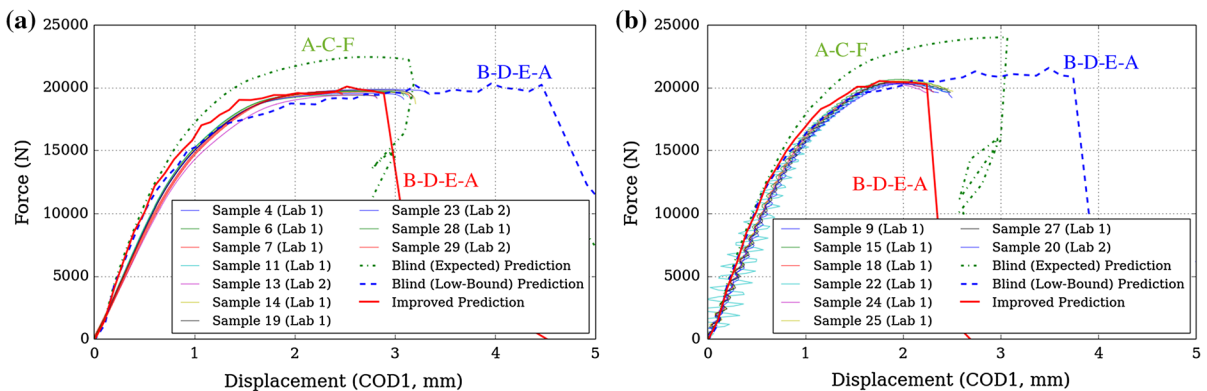 (a)
25000
20000
15000
10000
5000
0
Force (N)
0 1 2 3 4 5
Displacement (COD1, mm)
A-C-F
B-D-E-A
B-D-E-A
Sample 4 (Lab 1)
Sample 6 (Lab 1)
Sample 7 (Lab 1)
Sample 11 (Lab 1)
Sample 13 (Lab 2)
Sample 14 (Lab 1)
Sample 19 (Lab 1)
Sample 23 (Lab 2)
Sample 28 (Lab 1)
Sample 29 (Lab 2)
Blind (Expected) Prediction
Blind (Low-Bound) Prediction
Improved Prediction
(b)
25000
20000
15000
10000
5000
0
Force (N)
0 1 2 3 4 5
Displacement (COD1, mm)
A-C-F
B-D-E-A
B-D-E-A
Sample 9 (Lab 1)
Sample 15 (Lab 1)
Sample 18 (Lab 1)
Sample 22 (Lab 1)
Sample 24 (Lab 1)
Sample 25 (Lab 1)
Sample 27 (Lab 1)
Sample 20 (Lab 2)
Blind (Expected) Prediction
Blind (Low-Bound) Prediction
Improved Prediction